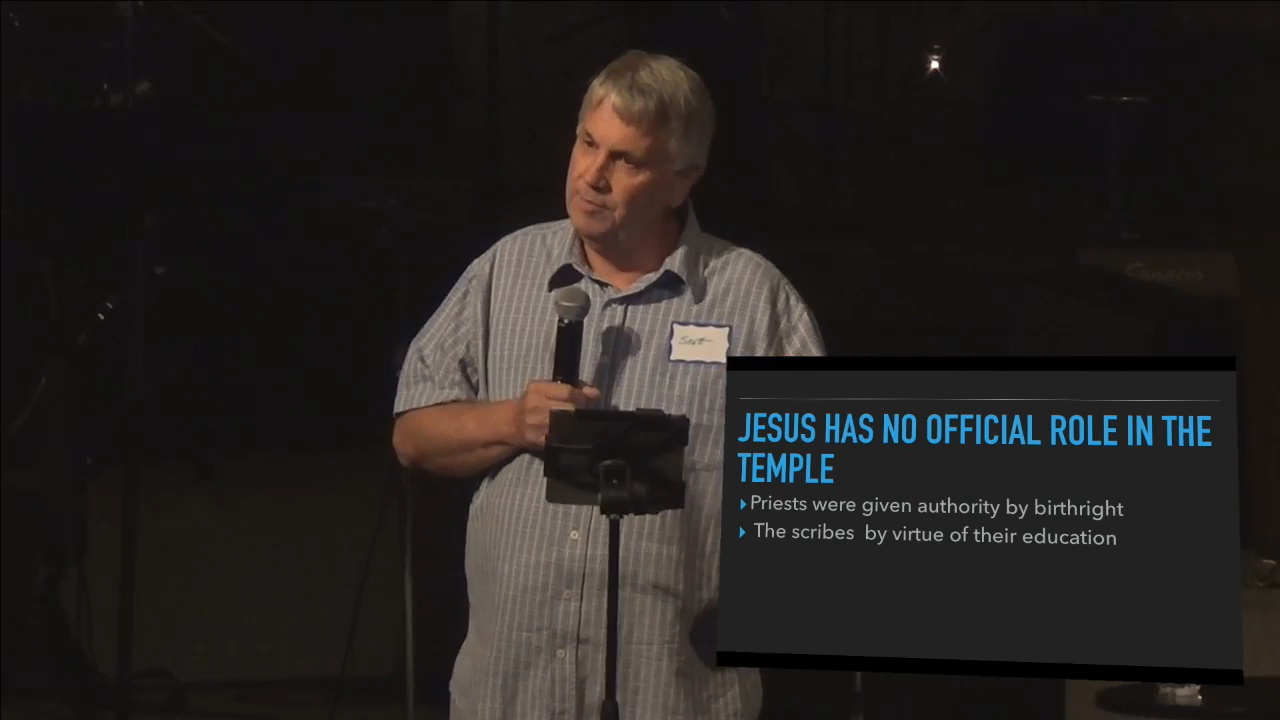 Scott
JESUS HAS NO OFFICIAL ROLE IN THE
TEMPLE
Priests were given authority by birthright
The scribes by virtue of their education